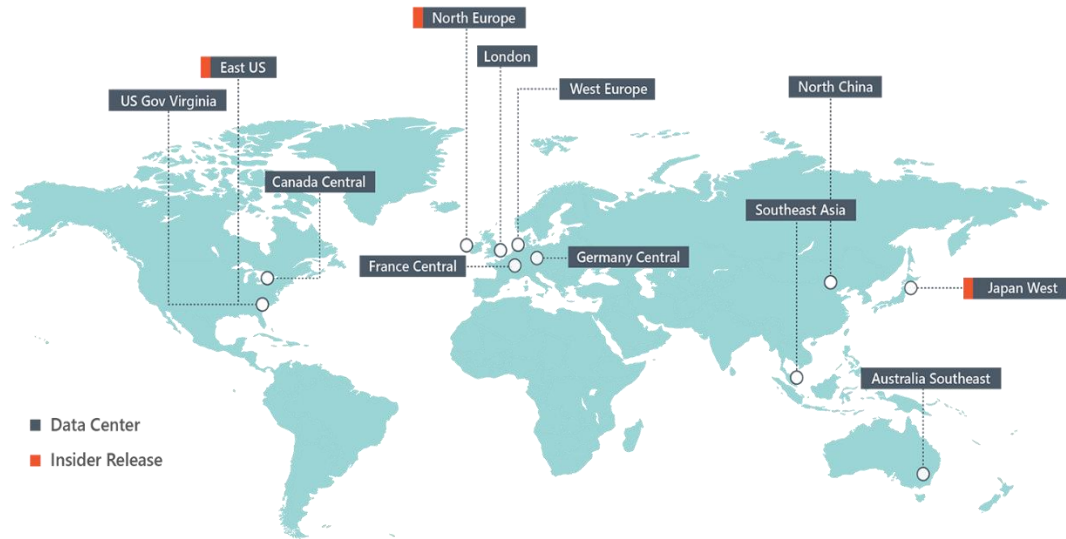 North Europe
London
East US
West Europe
US Gov Virginia
North China
Canada Central
Southeast Asia
France Central
Germany Central
Japan West
Australia Southeast
Data Center
Insider Release